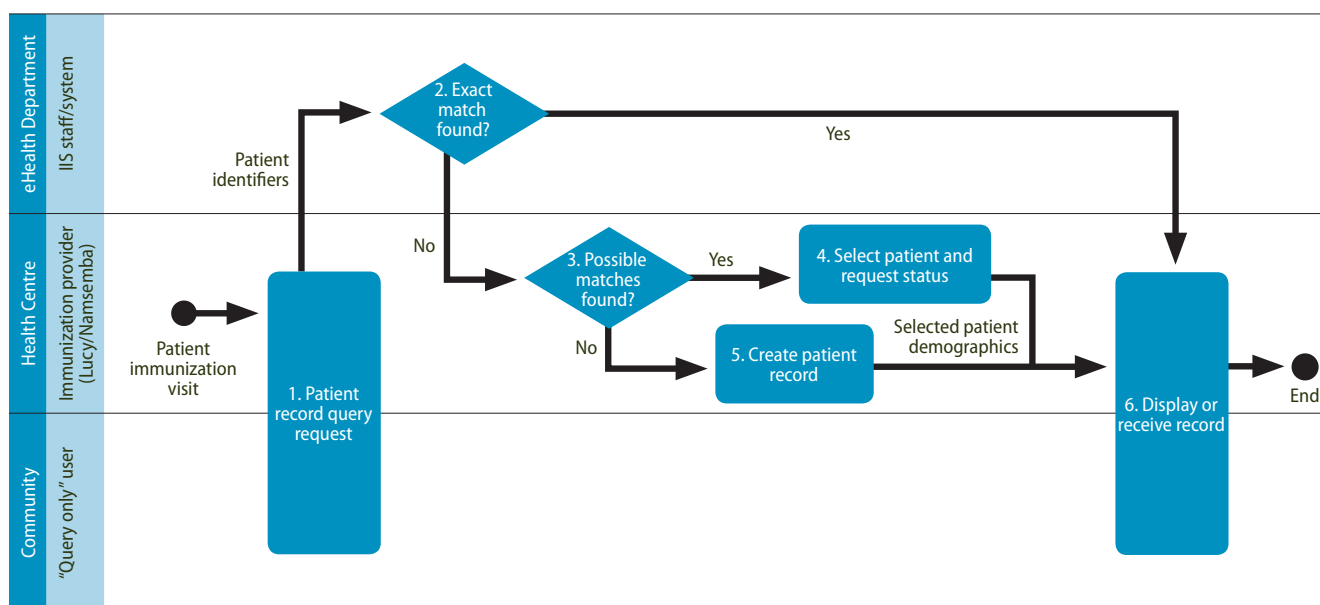 eHealth Department
IIS staff/system
Health Centre
Immunization provider
(Lucy/Namsemba)
Community
“Query only” user
Patient
immunization
visit
1. Patient
record query
request
Patient
identifiers
2. Exact
match
found?
Yes
No
3. Possible
matches
found?
Yes
No
4. Select patient and
request status
5. Create patient
record
Selected patient
demographics
6. Display or
receive record
End